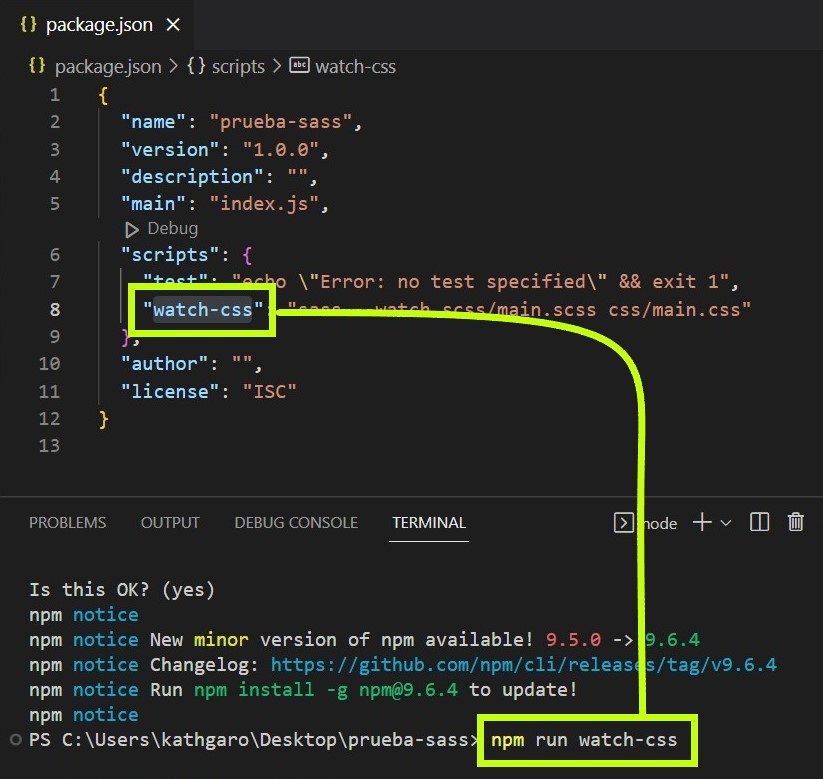 {} package.json ×
{} package.json > {} scripts > abc watch-css
1 {
2 "name": "prueba-sass",
3 "version": "1.0.0",
4 "description": "",
5 "main": "index.js",
Debug
6 "scripts": {
7 "test": "echo \"Error: no test specified\" && exit 1",
8 "watch-css": "sass --watch scss/main.scss css/main.css"
9 },
10 "author": "",
11 "license": "ISC"
12 }
13
PROBLEMS OUTPUT DEBUG CONSOLE TERMINAL node
Is this OK? (yes)
npm notice
npm notice New minor version of npm available! 9.5.0 -> 9.6.4
npm notice Changelog: https://github.com/npm/cli/releases/tag/v9.6.4
npm notice Run npm install -g npm@9.6.4 to update!
npm notice
PS C:\Users\kathgaro\Desktop\prueba-sass> npm run watch-css